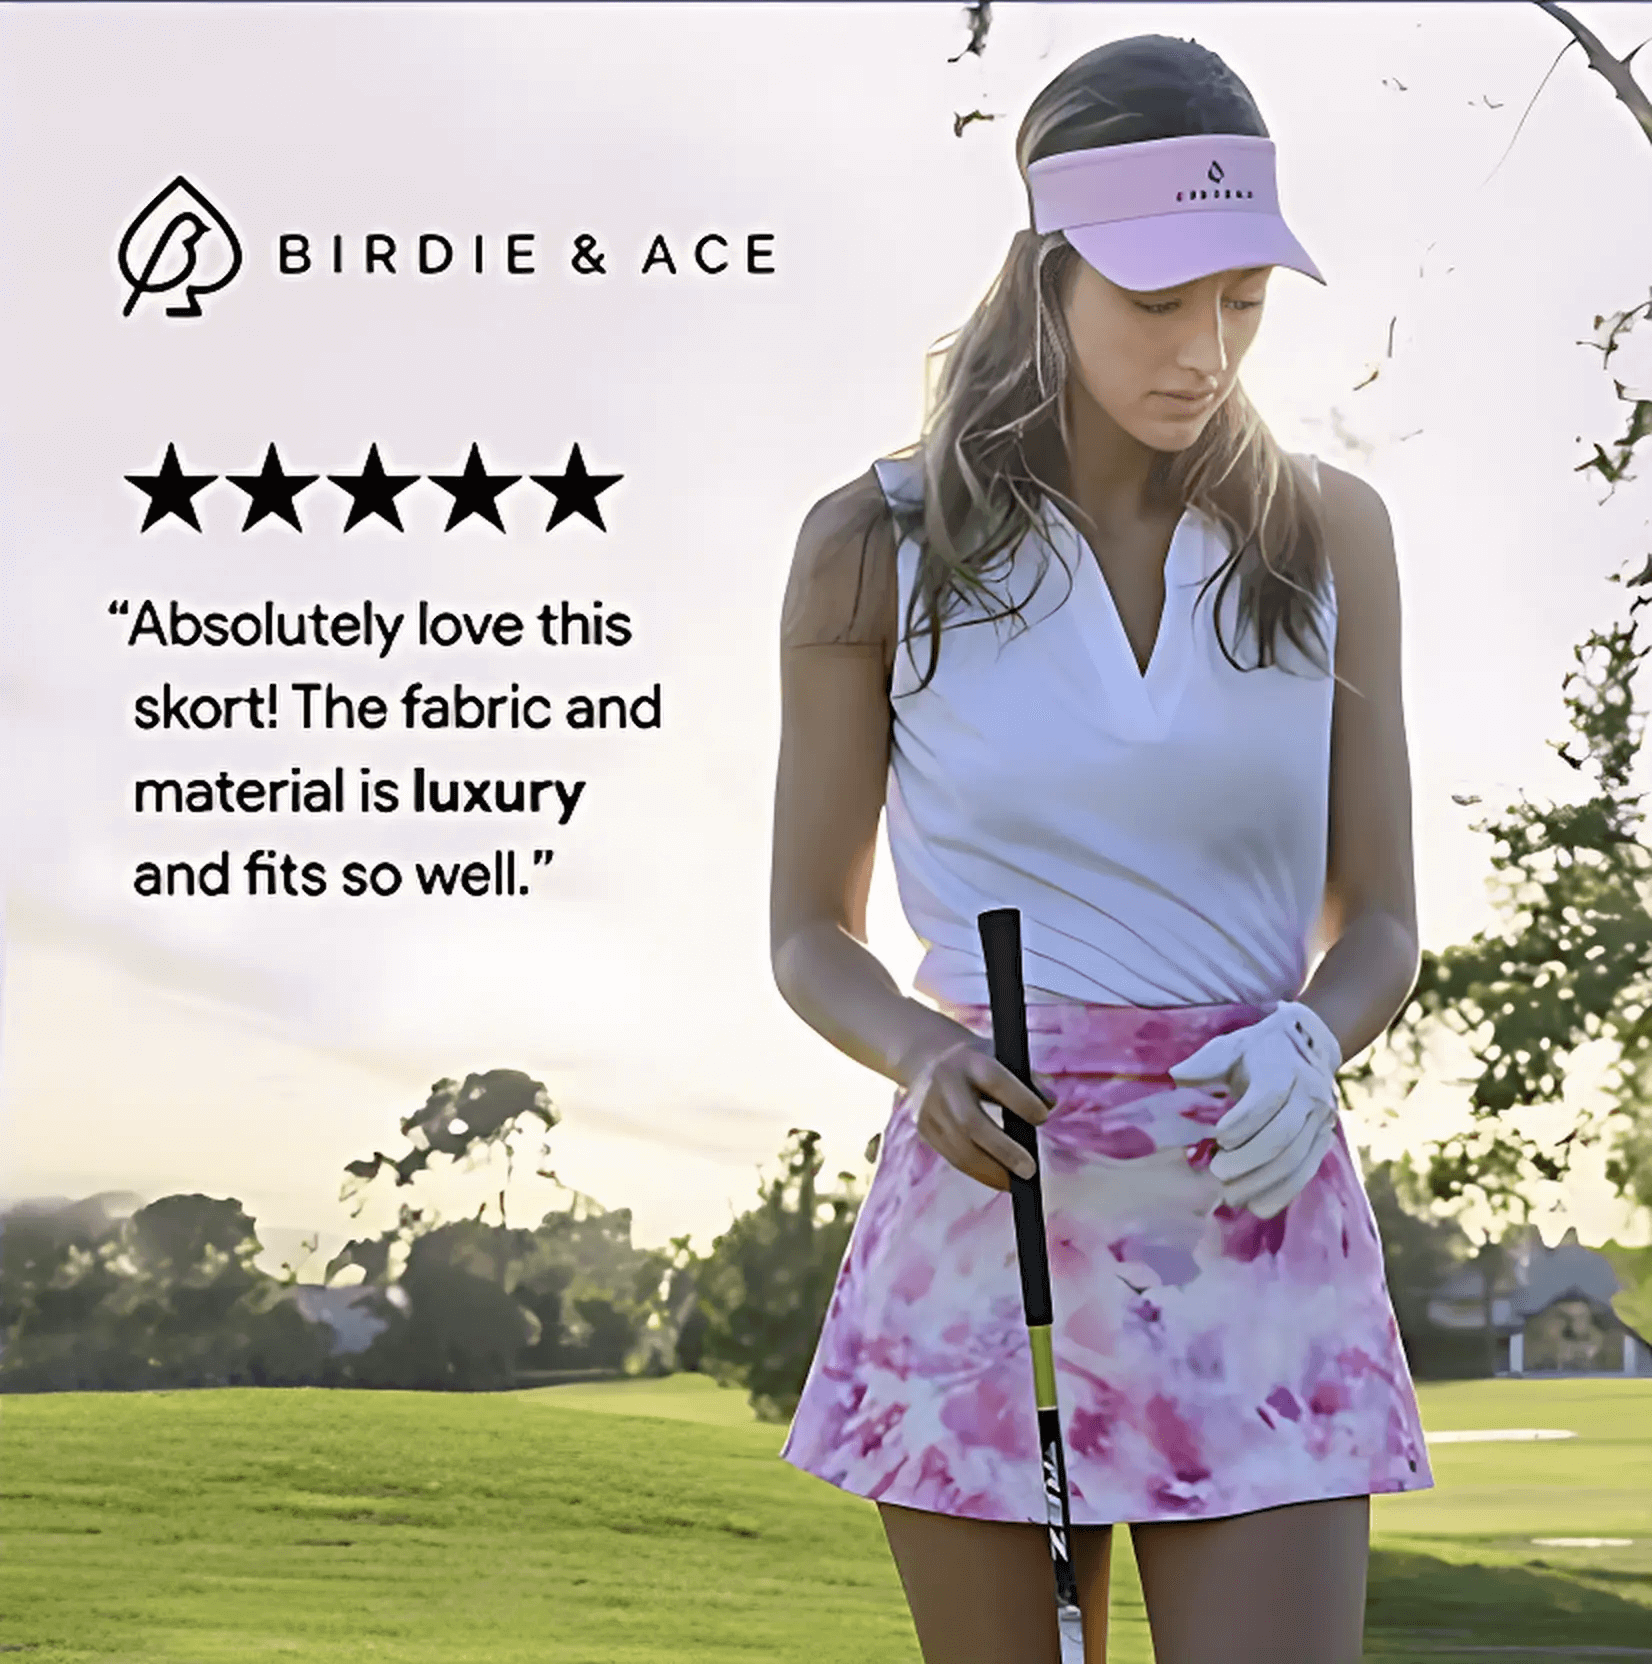 BIRDIE & ACE
“Absolutely love this
skort! The fabric and
material is luxury
and fits so well.”